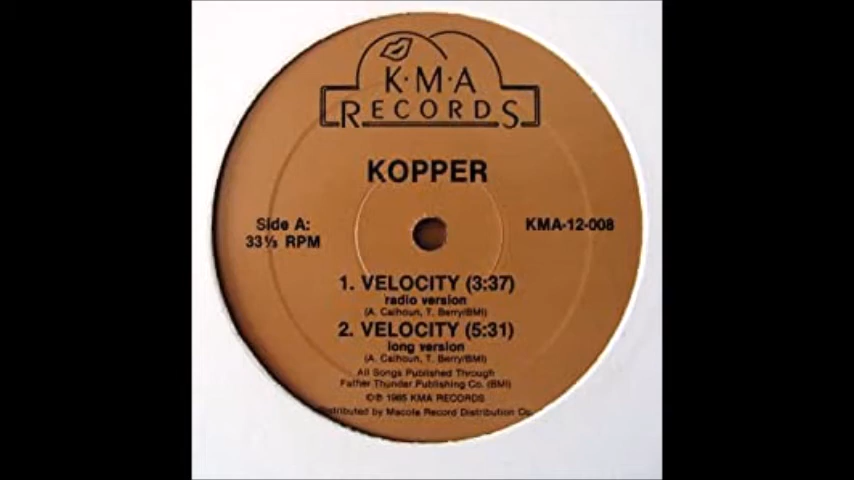 K·M·A
RECORDS
KOPPER
Side A:
33⅓ RPM
KMA-12-008
1. VELOCITY (3:37)
radio version
(A. Calhoun, T. Berry/BMI)
2. VELOCITY (5:31)
long version
(A. Calhoun, T. Berry/BMI)
All Songs Published Through
Father Thunder Publishing Co. (BMI)
©℗ 1985 KMA RECORDS
Distributed by Macola Record Distribution Co.